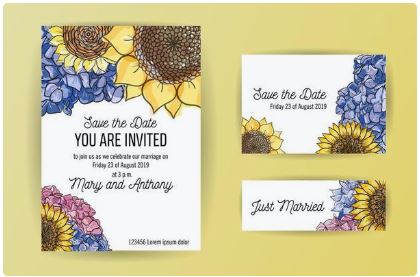 Save the Date
YOU ARE INVITED
to join us as we celebrate our marriage on
Friday 23 of August 2019
at 3 p.m.
Mary and Anthony
123456 Lorem ipsum dolor
Save the Date
Friday 23 of August 2019
Just Married